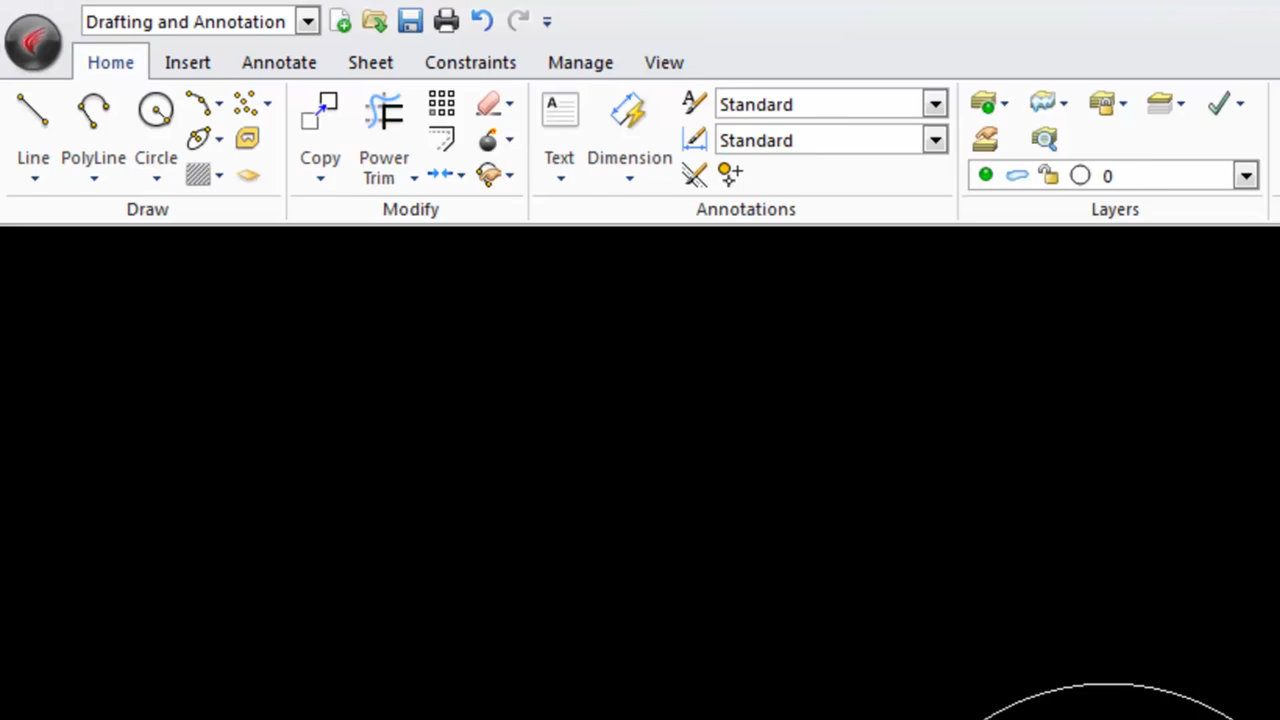 Drafting and Annotation
Home Insert Annotate Sheet Constraints Manage View
A Standard
Standard
Line PolyLine Circle Copy Power Trim Text Dimension
0
Draw Modify Annotations Layers